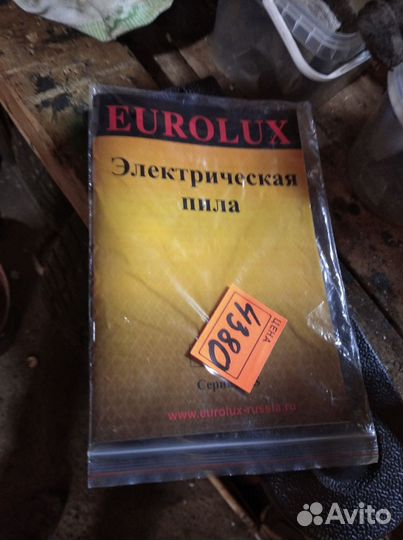 EUROLUX
Электрическая
пила
ЦЕНА
4380
www.eurolux-russia.ru
Avito